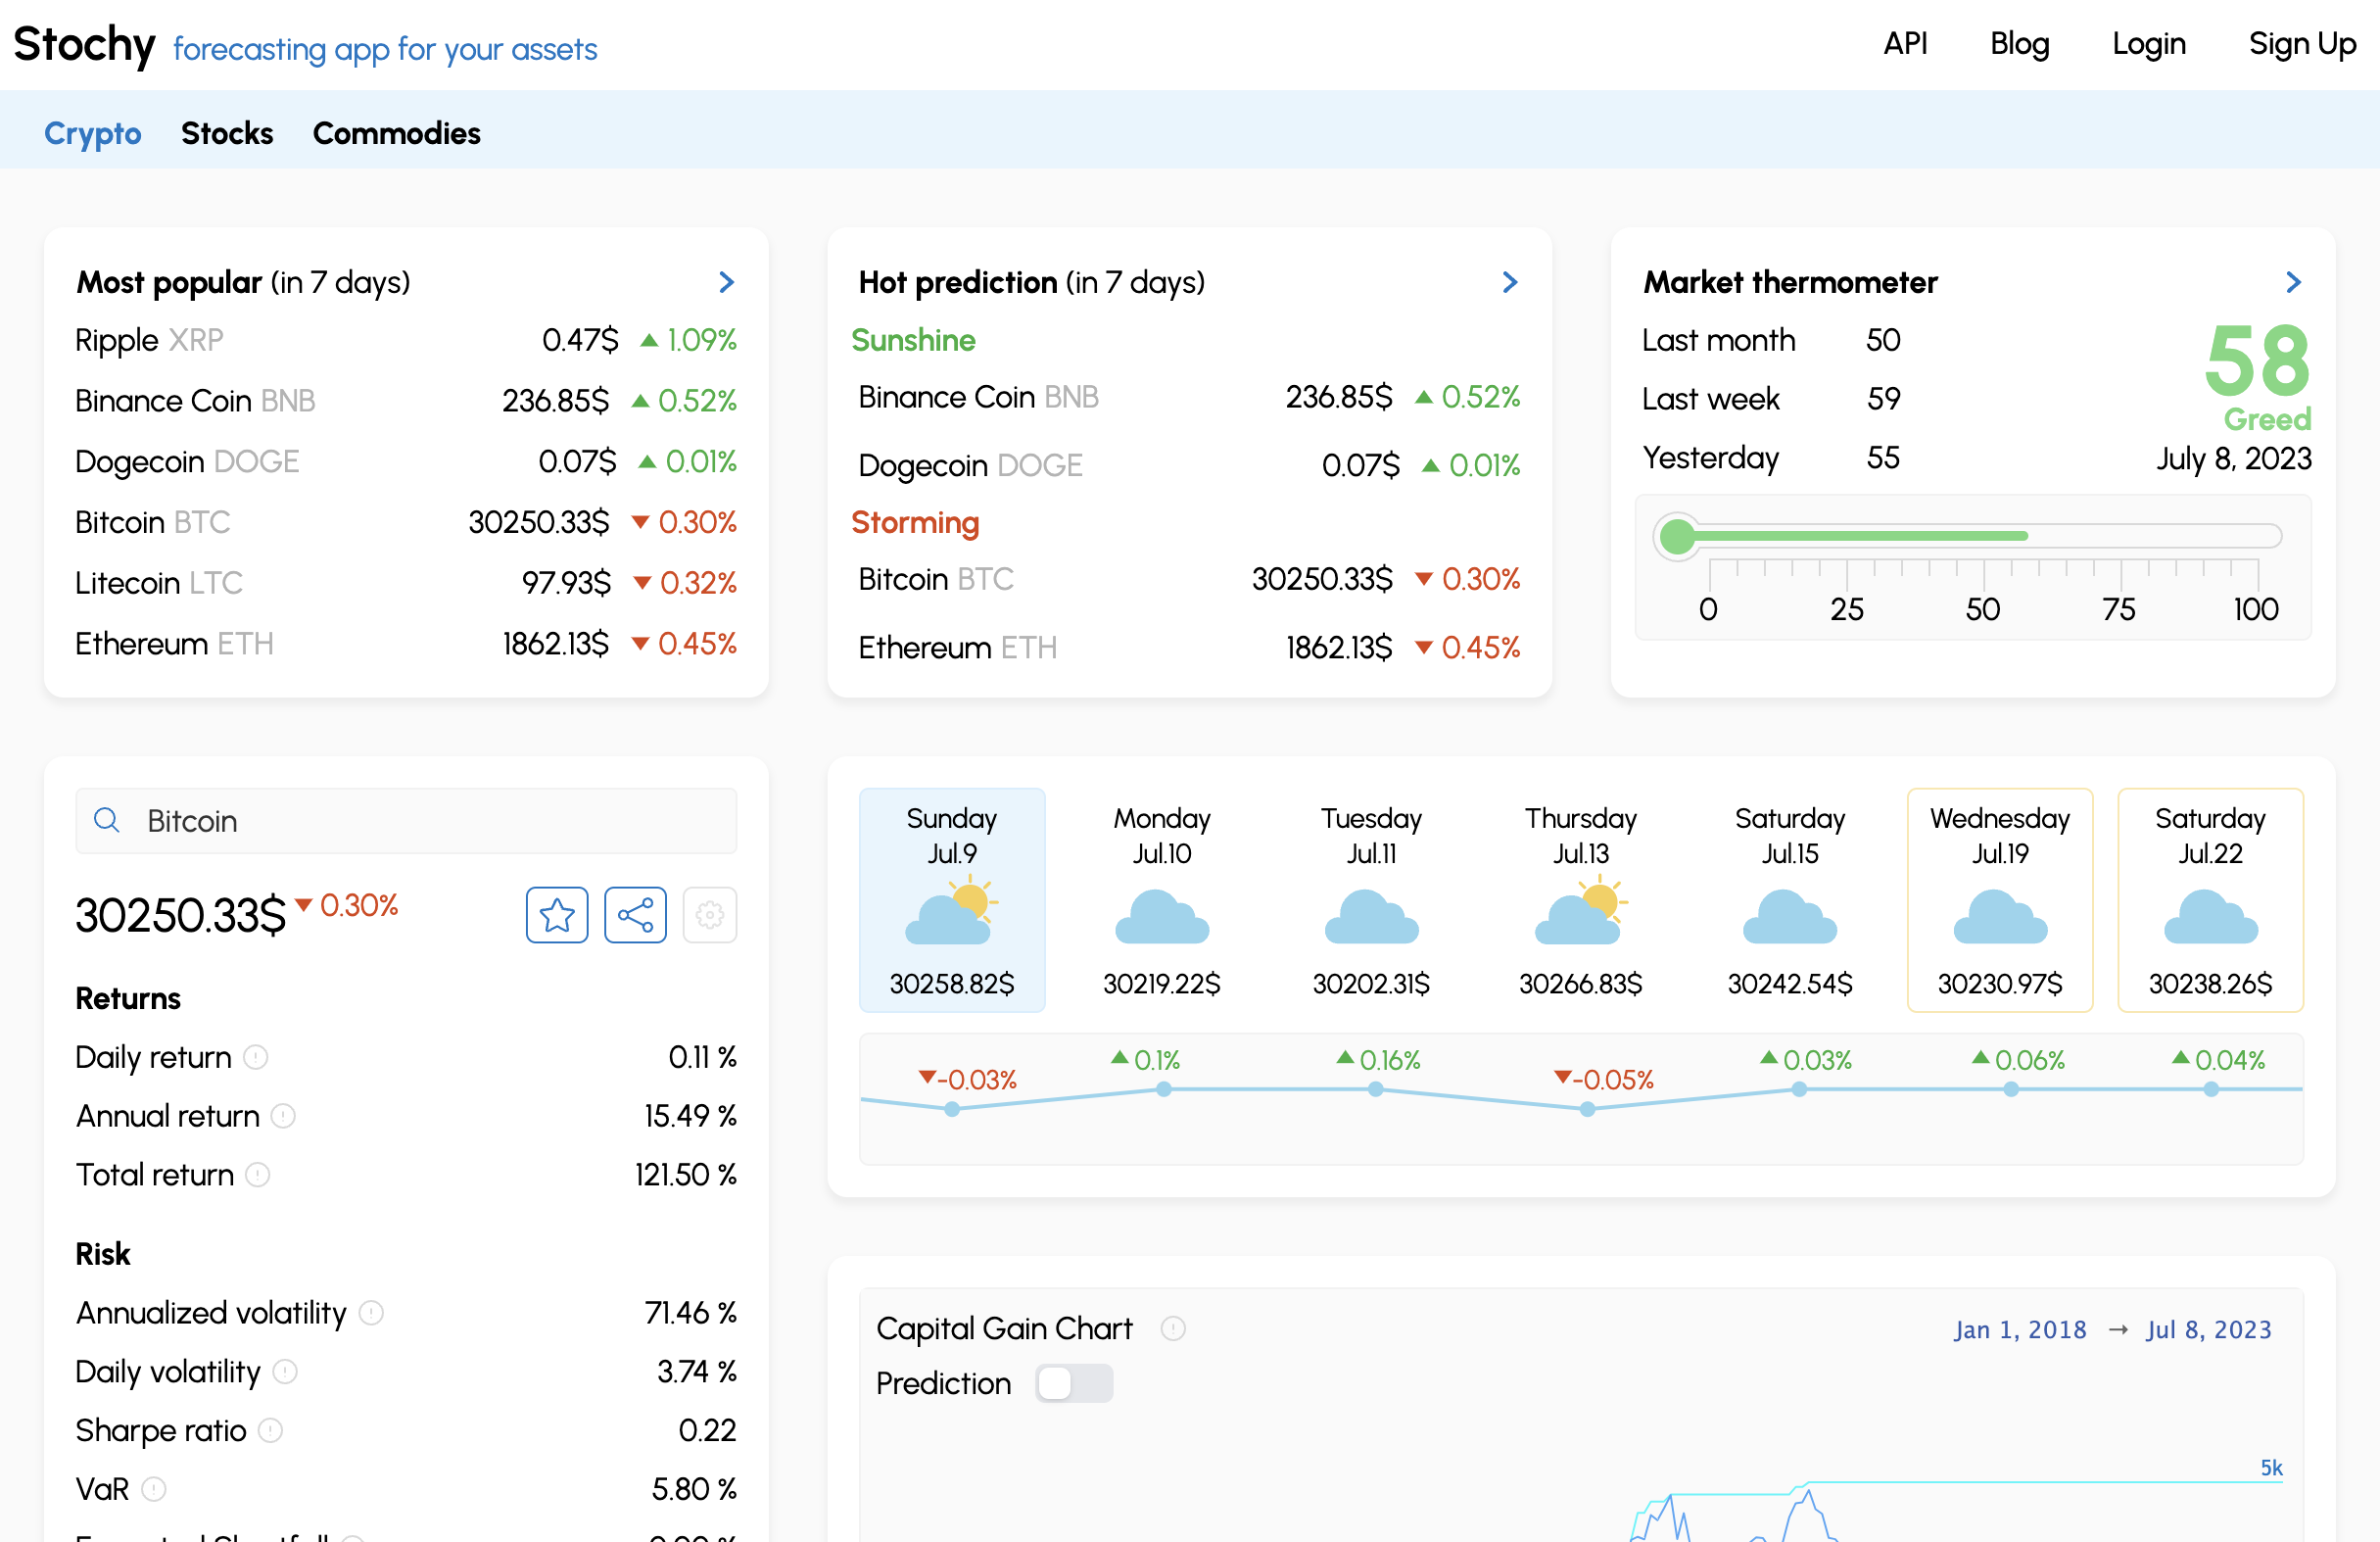 Stochy forecasting app for your assets API Blog Login Sign Up
Crypto Stocks Commodies
Most popular (in 7 days)
Ripple XRP 0.47$ 1.09%
Binance Coin BNB 236.85$ 0.52%
Dogecoin DOGE 0.07$ 0.01%
Bitcoin BTC 30250.33$ 0.30%
Litecoin LTC 97.93$ 0.32%
Ethereum ETH 1862.13$ 0.45%
Hot prediction (in 7 days)
Sunshine
Binance Coin BNB 236.85$ 0.52%
Dogecoin DOGE 0.07$ 0.01%
Storming
Bitcoin BTC 30250.33$ 0.30%
Ethereum ETH 1862.13$ 0.45%
Market thermometer
Last month 50
Last week 59
Yesterday 55
58
Greed
July 8, 2023
0 25 50 75 100
Bitcoin
30250.33$ 0.30%
Returns
Daily return 0.11 %
Annual return 15.49 %
Total return 121.50 %
Risk
Annualized volatility 71.46 %
Daily volatility 3.74 %
Sharpe ratio 0.22
VaR 5.80 %
Sunday Monday Tuesday Thursday Saturday Wednesday Saturday
Jul.9 Jul.10 Jul.11 Jul.13 Jul.15 Jul.19 Jul.22
30258.82$ 30219.22$ 30202.31$ 30266.83$ 30242.54$ 30230.97$ 30238.26$
-0.03% 0.1% 0.16% -0.05% 0.03% 0.06% 0.04%
Capital Gain Chart Jan 1, 2018 → Jul 8, 2023
Prediction
5k